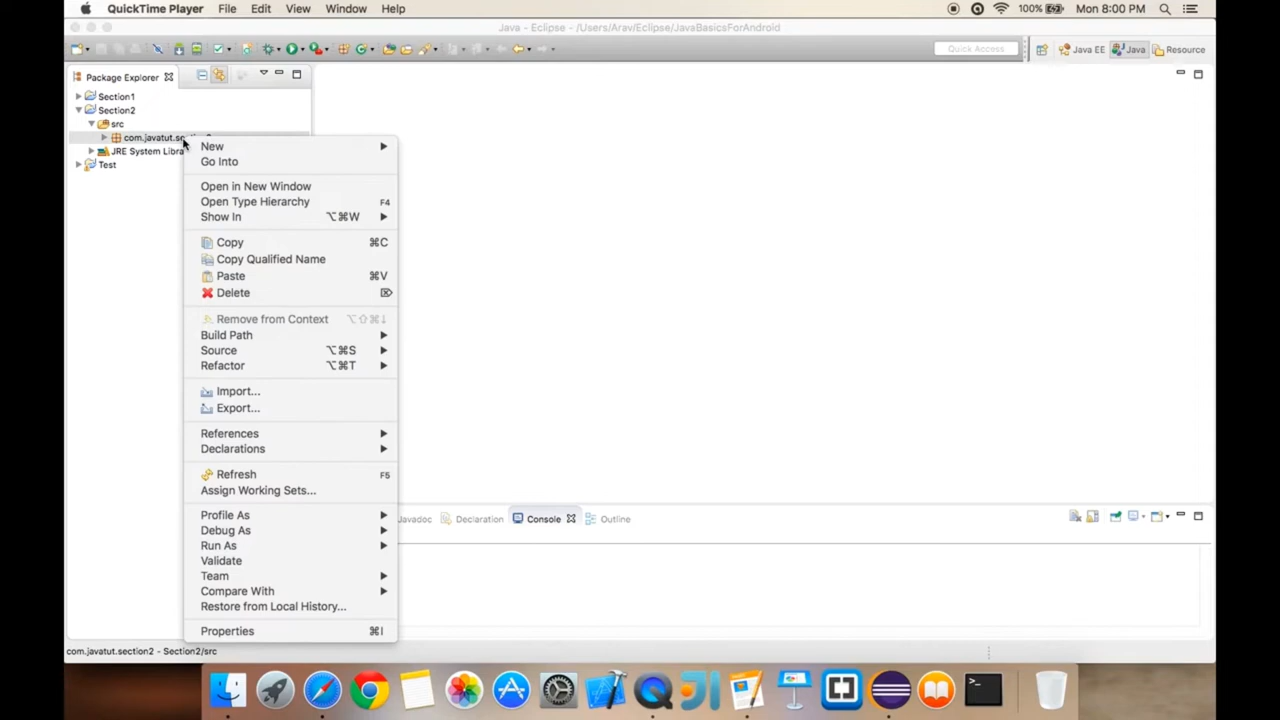 QuickTime Player File Edit View Window Help 100% Mon 8:00 PM
Java - Eclipse - /Users/Arav/Eclipse/JavaBasicsForAndroid
Quick Access Java EE Java Resource
Package Explorer
Section1
Section2
src
com.javatut.section2
JRE System Libra
Test
New
Go Into
Open in New Window
Open Type Hierarchy F4
Show In ⌥⌘W
Copy ⌘C
Copy Qualified Name
Paste ⌘V
Delete ⌦
Remove from Context ⌥⇧⌘↓
Build Path
Source ⌥⌘S
Refactor ⌥⌘T
Import...
Export...
References
Declarations
Refresh F5
Assign Working Sets...
Profile As
Debug As
Run As
Validate
Team
Compare With
Restore from Local History...
Properties ⌘I
Javadoc Declaration Console Outline
com.javatut.section2 - Section2/src